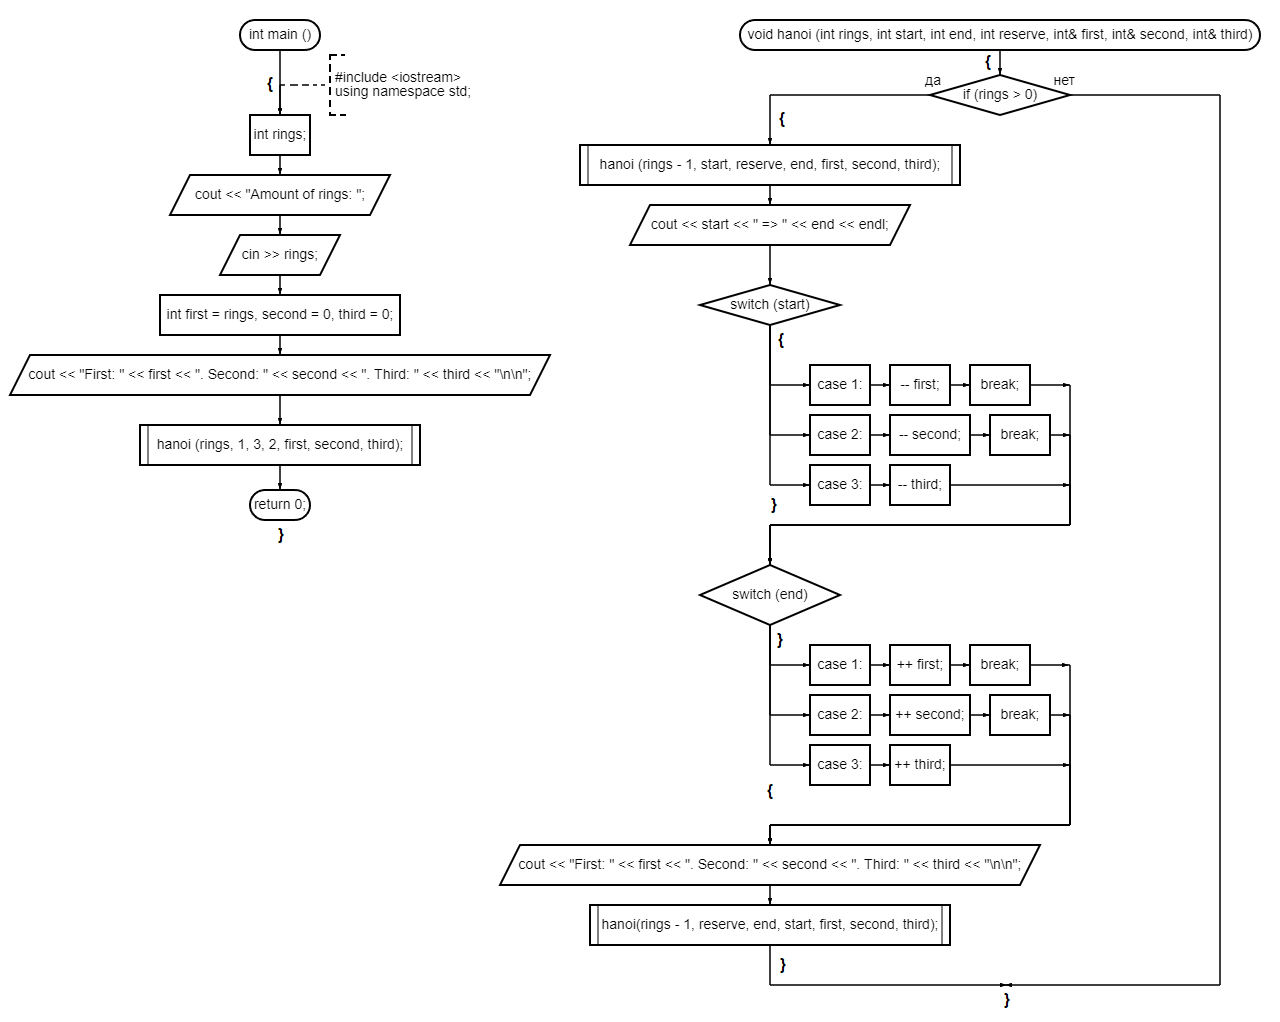 int main ()
{
#include <iostream>
using namespace std;
int rings;
cout << "Amount of rings: ";
cin >> rings;
int first = rings, second = 0, third = 0;
cout << "First: " << first << ". Second: " << second << ". Third: " << third << "\n\n";
hanoi (rings, 1, 3, 2, first, second, third);
return 0;
}
void hanoi (int rings, int start, int end, int reserve, int& first, int& second, int& third)
{
да
if (rings > 0)
нет
{
hanoi (rings - 1, start, reserve, end, first, second, third);
cout << start << " => " << end << endl;
switch (start)
{
case 1:
-- first;
break;
case 2:
-- second;
break;
case 3:
-- third;
}
switch (end)
}
case 1:
++ first;
break;
case 2:
++ second;
break;
case 3:
++ third;
{
cout << "First: " << first << ". Second: " << second << ". Third: " << third << "\n\n";
hanoi(rings - 1, reserve, end, start, first, second, third);
}
}